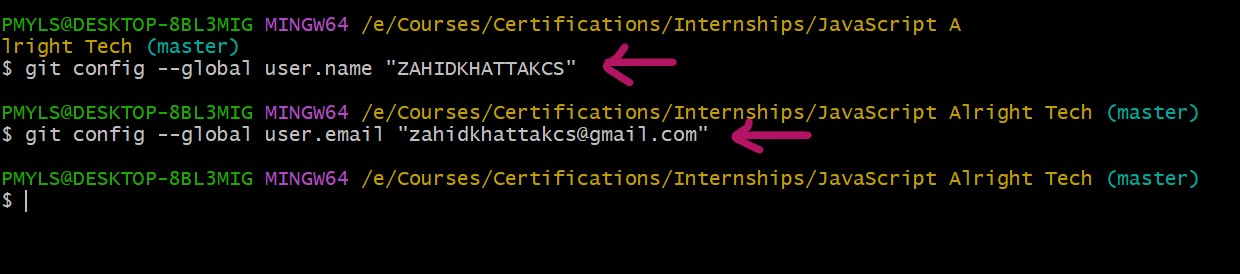 PMYLS@DESKTOP-8BL3MIG MINGW64 /e/Courses/Certifications/Internships/JavaScript A
lright Tech (master)
$ git config --global user.name "ZAHIDKHATTAKCS"
PMYLS@DESKTOP-8BL3MIG MINGW64 /e/Courses/Certifications/Internships/JavaScript Alright Tech (master)
$ git config --global user.email "zahidkhattakcs@gmail.com"
PMYLS@DESKTOP-8BL3MIG MINGW64 /e/Courses/Certifications/Internships/JavaScript Alright Tech (master)
$